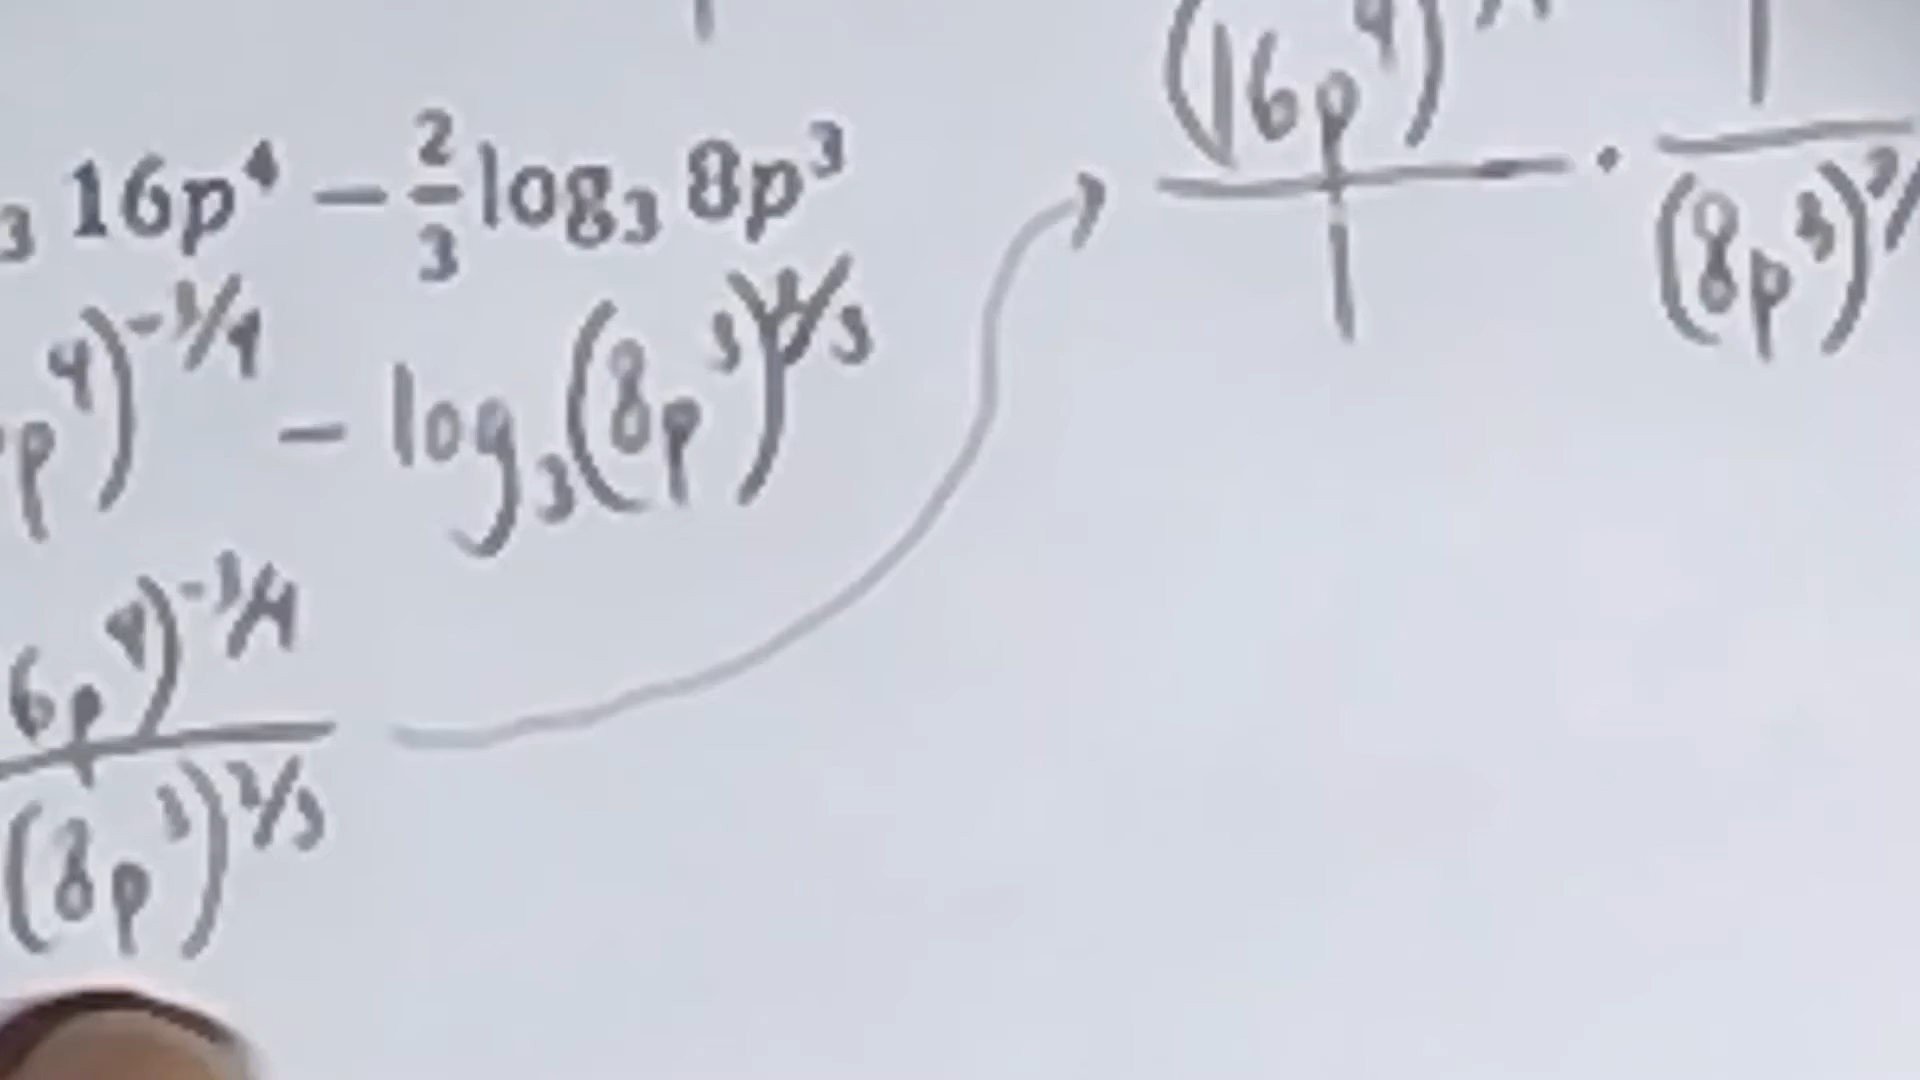 3 16p⁴ − 2/3 log₃ 8p³
p⁴)^(-3/4) − log₃(8p³)^(2/3)
6p⁴)^(-3/4)
(8p³)^(2/3)
(16p⁴)
1
· 1
(8p³)^2/